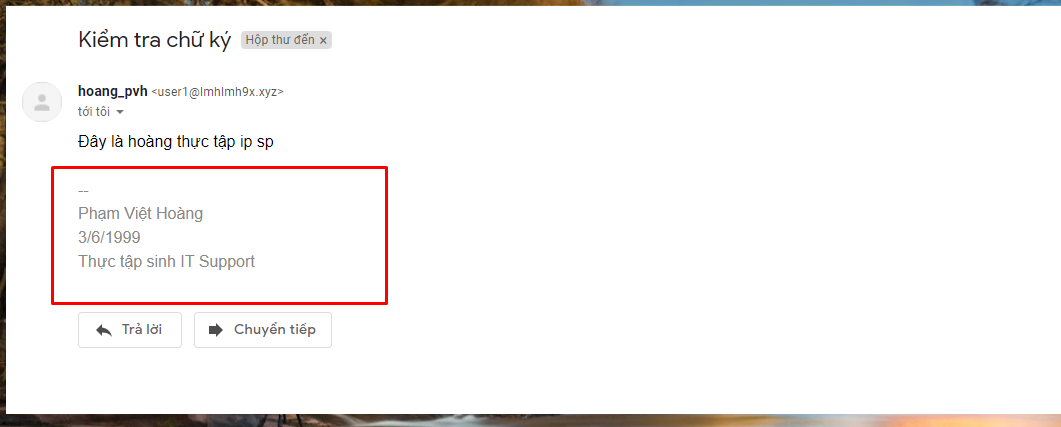 Kiểm tra chữ ký Hộp thư đến ×
hoang_pvh <user1@lmhlmh9x.xyz>
tới tôi
Đây là hoàng thực tập ip sp
--
Phạm Việt Hoàng
3/6/1999
Thực tập sinh IT Support
Trả lời Chuyển tiếp